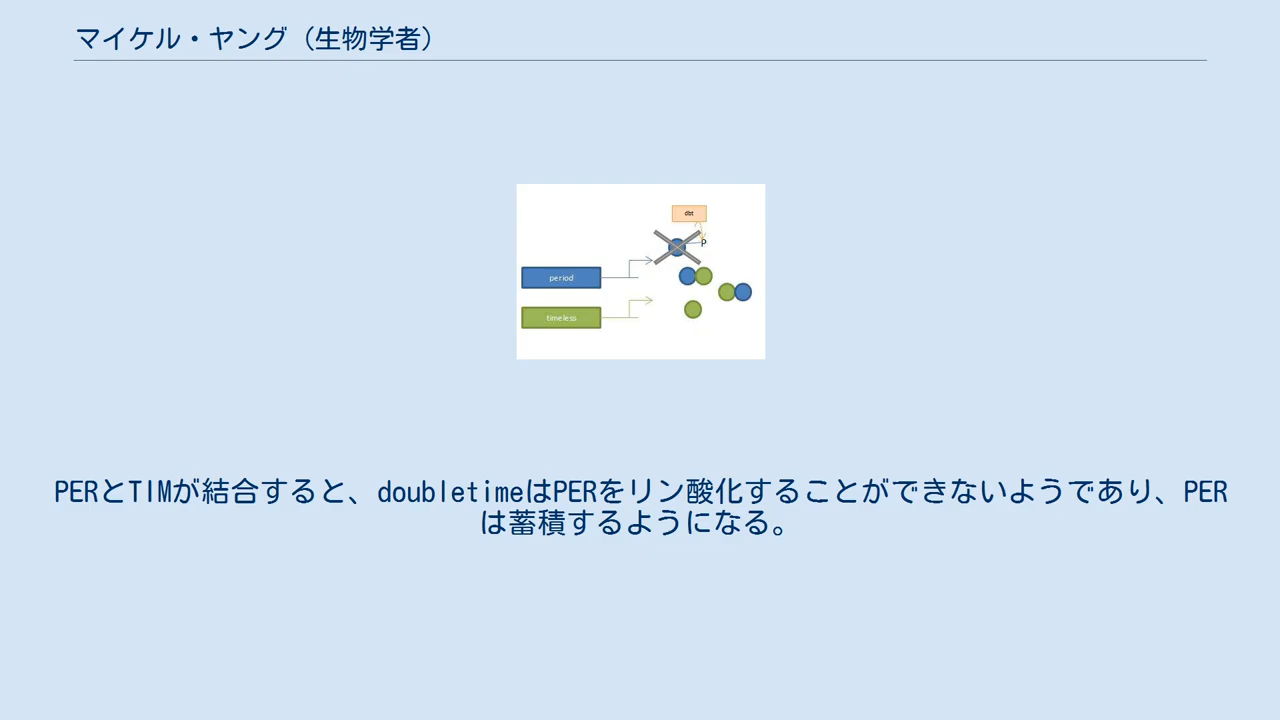 マイケル・ヤング（生物学者）
dbt
P
period
timeless
PERとTIMが結合すると、doubletimeはPERをリン酸化することができないようであり、PER
は蓄積するようになる。